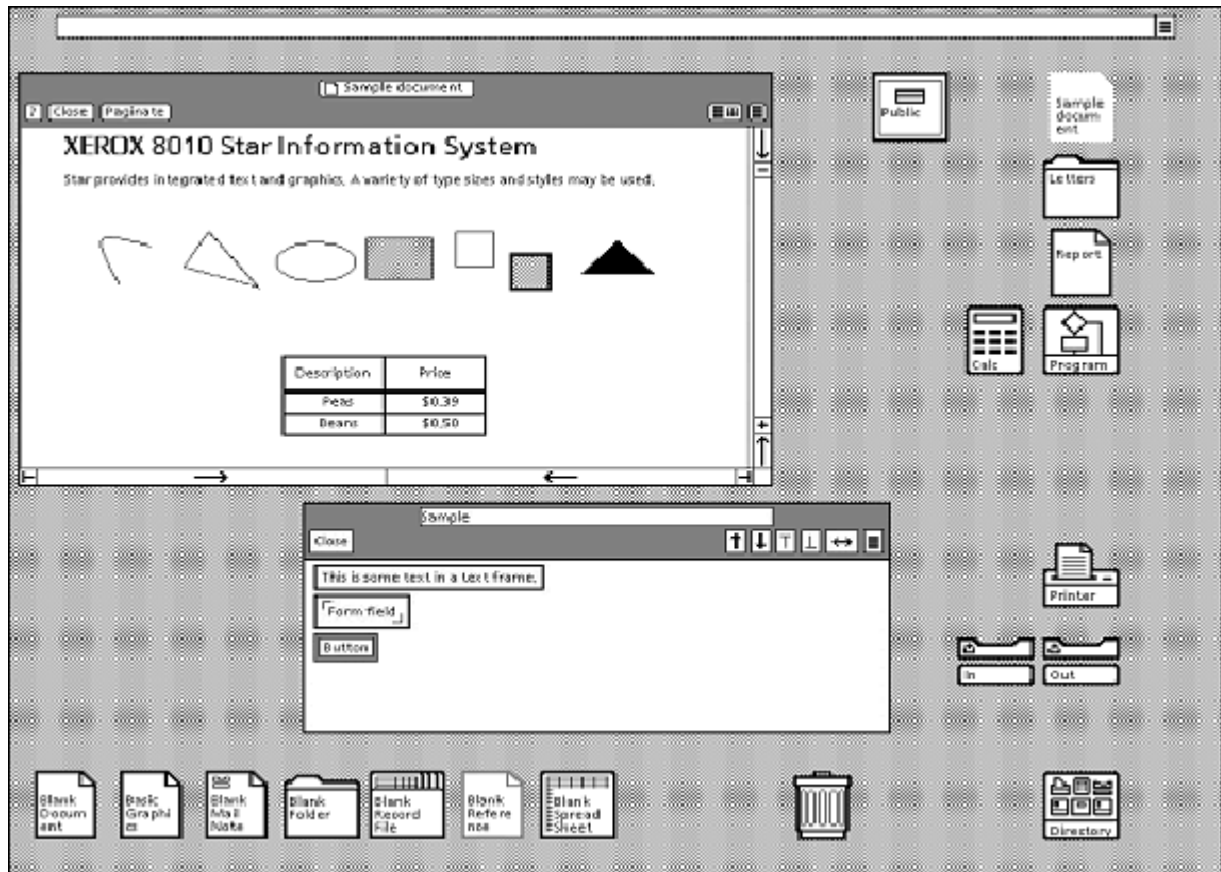 Sample document
? Close Paginate
XEROX 8010 Star Information System
Star provides integrated text and graphics. A variety of type sizes and styles may be used.
Description Price
Peas $0.39
Beans $0.50
Public
Sample
docum
ent
Letters
Report
Calc
Program
Sample
Close
This is some text in a text frame.
Form field
Button
Printer
In
Out
Blank
Docum
ent
Basic
Graphi
cs
Blank
Mail
Note
Blank
Folder
Blank
Record
File
Blank
Refere
nce
Blank
Spread
Sheet
Directory